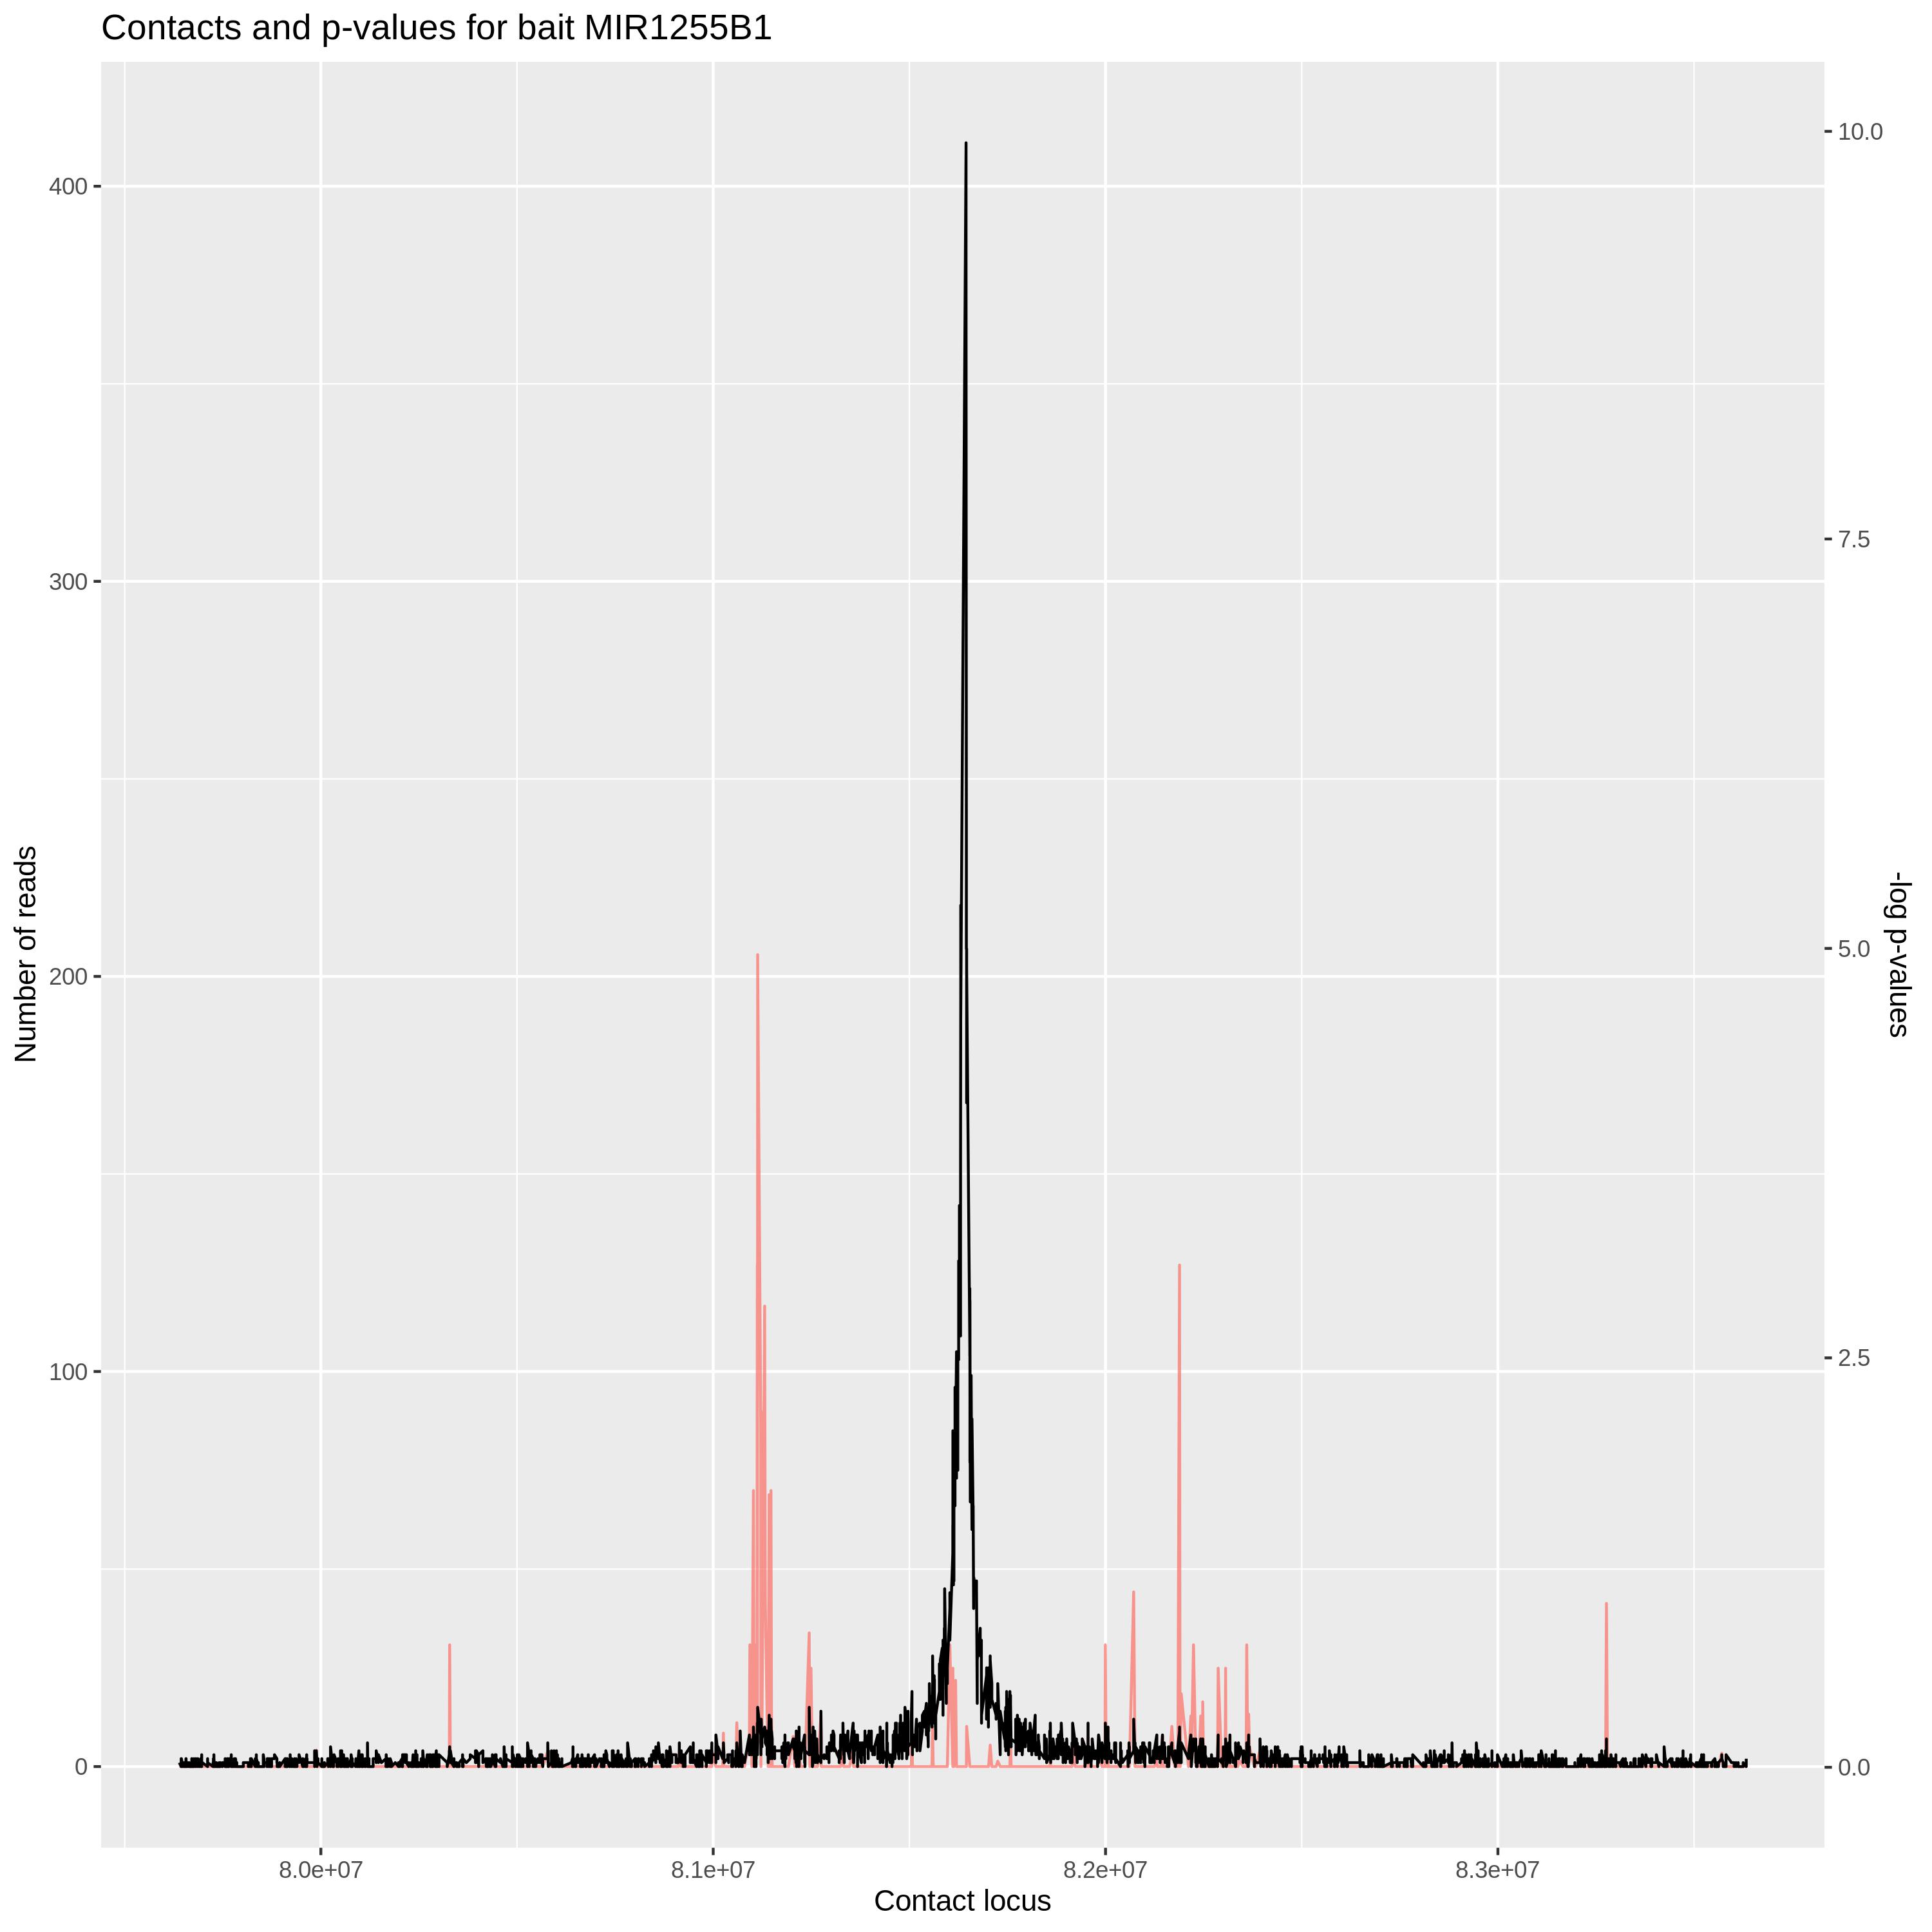 Contacts and p-values for bait MIR1255B1
Number of reads
400
300
200
100
0
10.0
7.5
5.0
2.5
0.0
-log p-values
8.0e+07
8.1e+07
8.2e+07
8.3e+07
Contact locus